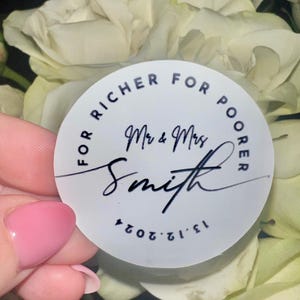 FOR RICHER FOR POORER
Mr & Mrs
Smith
13.12.2024